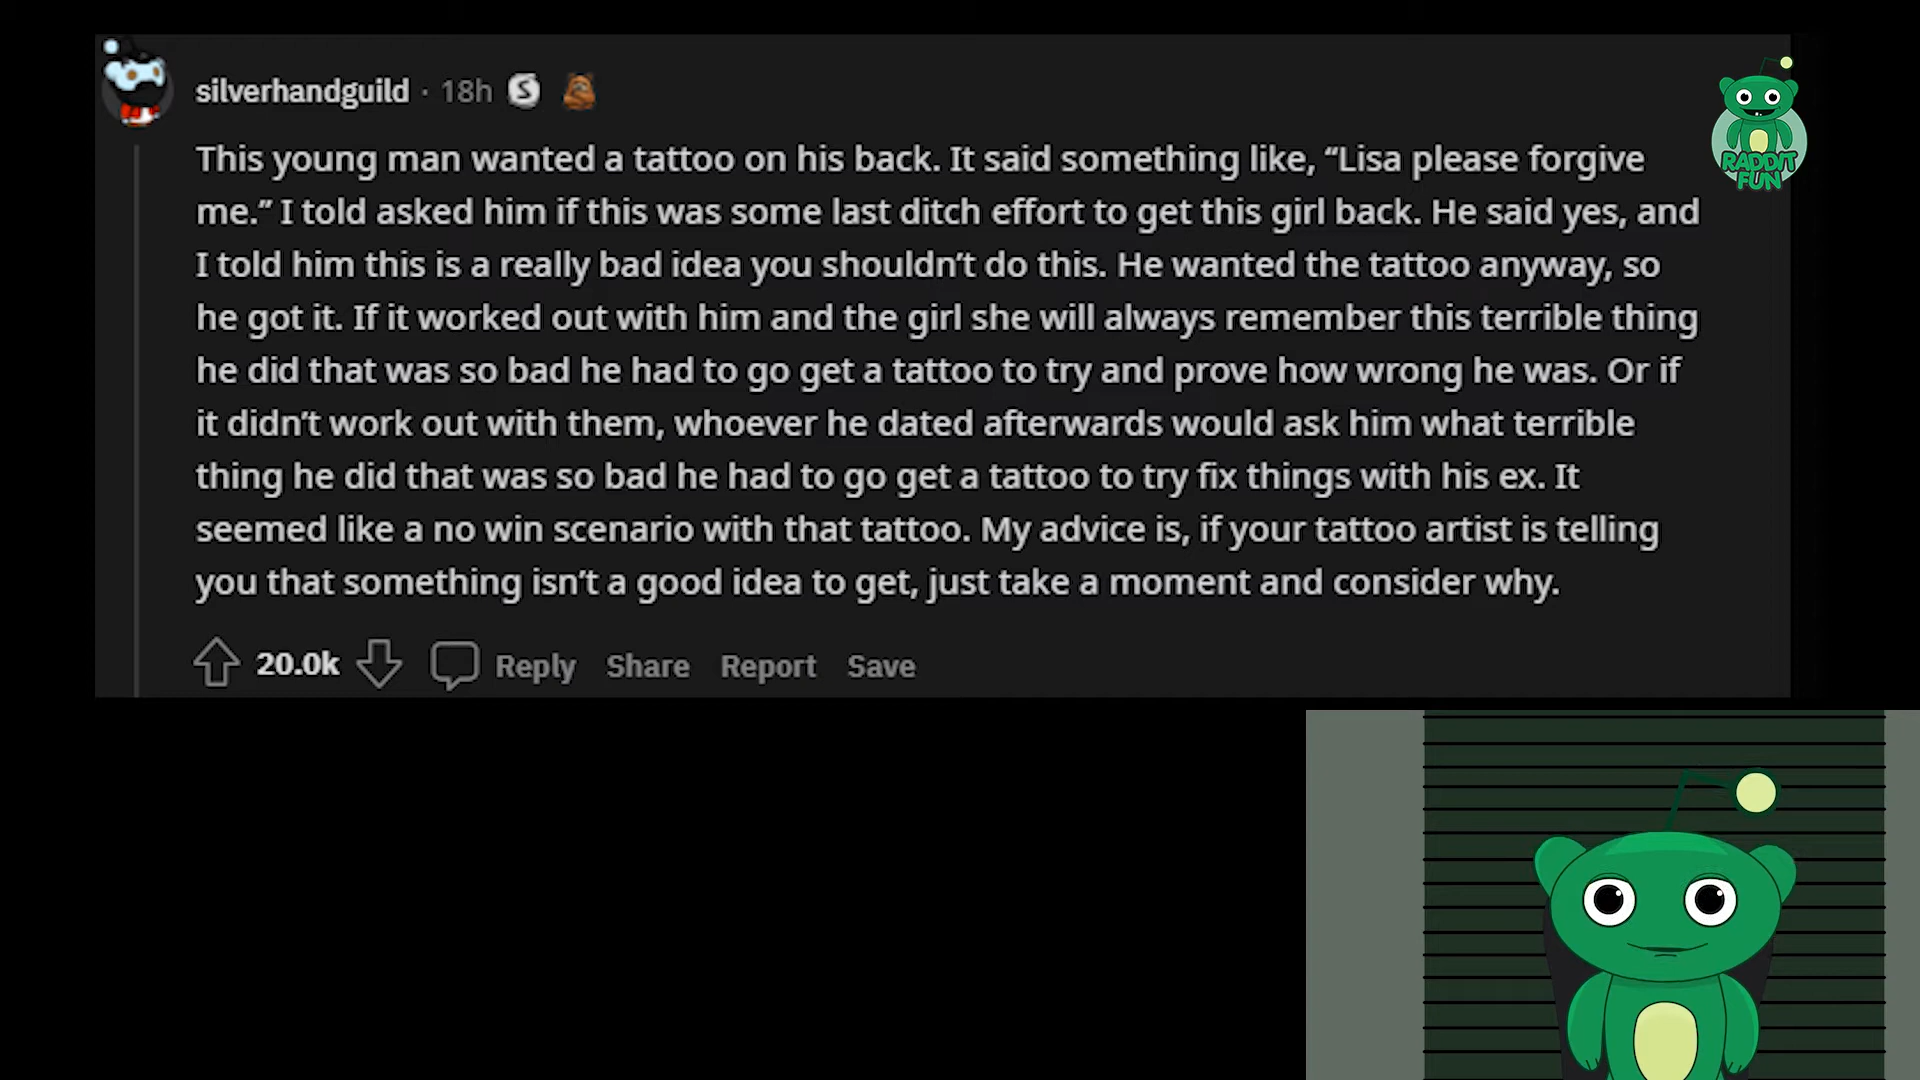 silverhandguild · 18h
This young man wanted a tattoo on his back. It said something like, “Lisa please forgive
me.” I told asked him if this was some last ditch effort to get this girl back. He said yes, and
I told him this is a really bad idea you shouldn’t do this. He wanted the tattoo anyway, so
he got it. If it worked out with him and the girl she will always remember this terrible thing
he did that was so bad he had to go get a tattoo to try and prove how wrong he was. Or if
it didn’t work out with them, whoever he dated afterwards would ask him what terrible
thing he did that was so bad he had to go get a tattoo to try fix things with his ex. It
seemed like a no win scenario with that tattoo. My advice is, if your tattoo artist is telling
you that something isn’t a good idea to get, just take a moment and consider why.
20.0k Reply Share Report Save
RADDIT
FUN